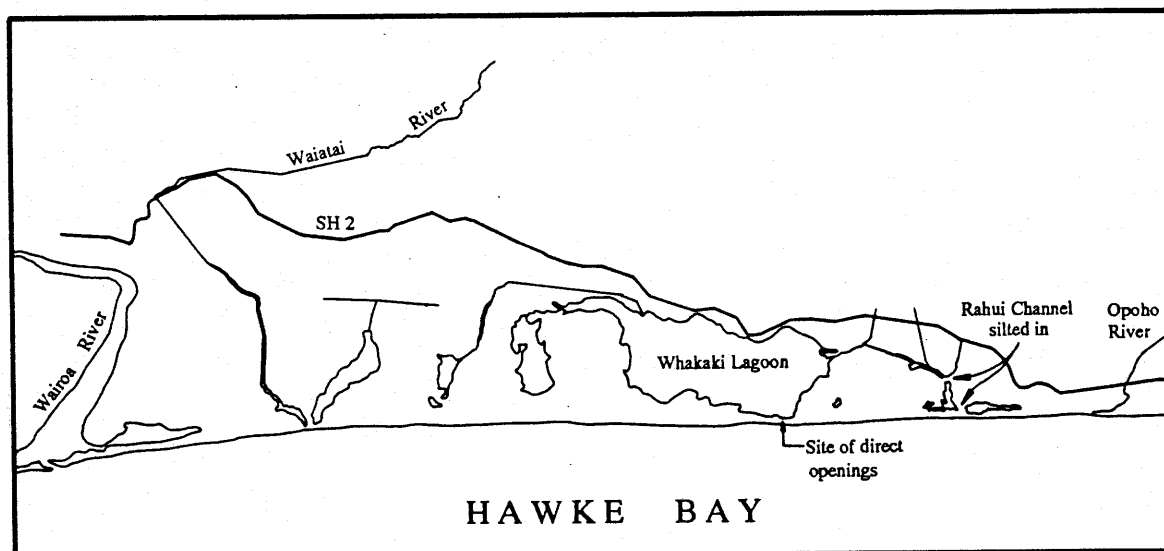 Waiatai River
SH 2
Wairoa River
Rahui Channel
silted in
Opoho
River
Whakaki Lagoon
Site of direct
openings
HAWKE BAY